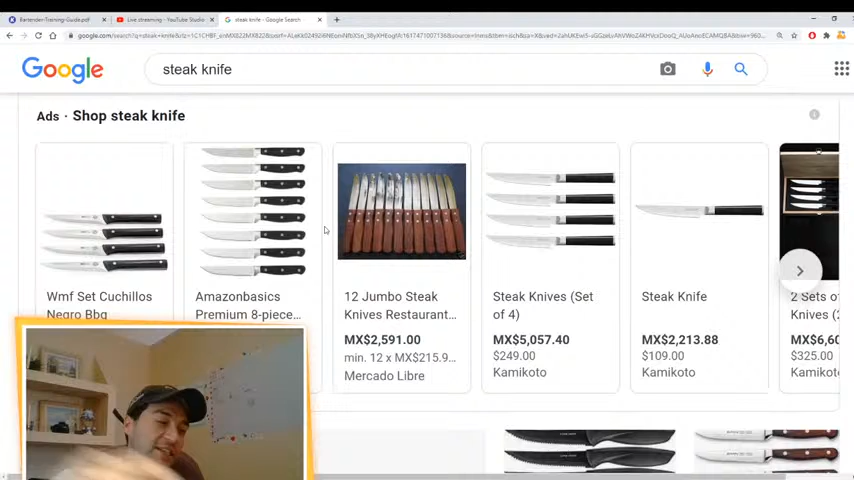 Bartender-Training-Guide.pdf
Live streaming - YouTube Studio
steak knife - Google Search
Google
steak knife
Ads · Shop steak knife
Wmf Set Cuchillos Negro Bbq
Amazonbasics Premium 8-piece...
12 Jumbo Steak Knives Restaurant...
MX$2,591.00
min. 12 x MX$215.9...
Mercado Libre
Steak Knives (Set of 4)
MX$5,057.40
$249.00
Kamikoto
Steak Knife
MX$2,213.88
$109.00
Kamikoto
2 Sets o
Knives (2
MX$6,60
$325.00
Kamikoto